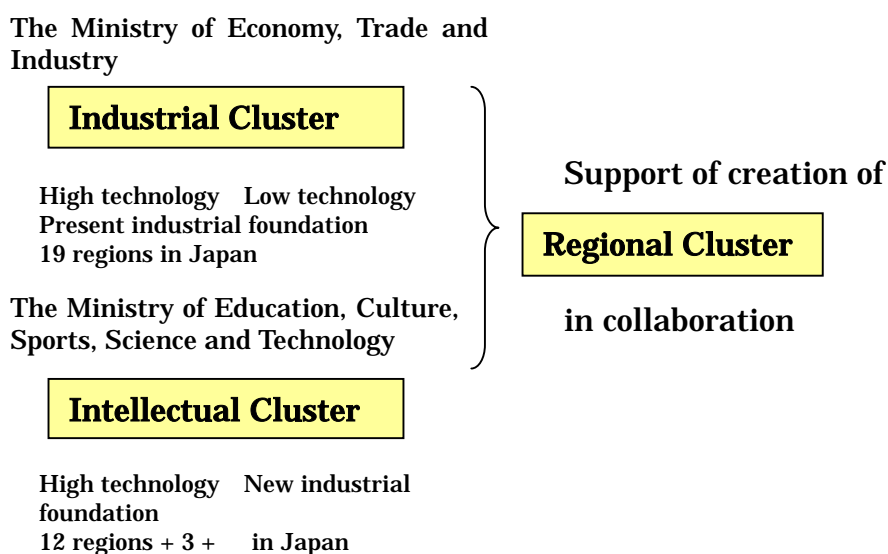 The Ministry of Economy, Trade and
Industry
Industrial Cluster
High technology Low technology
Present industrial foundation
19 regions in Japan
The Ministry of Education, Culture,
Sports, Science and Technology
Intellectual Cluster
High technology New industrial
foundation
12 regions + 3 + in Japan
Support of creation of
Regional Cluster
in collaboration